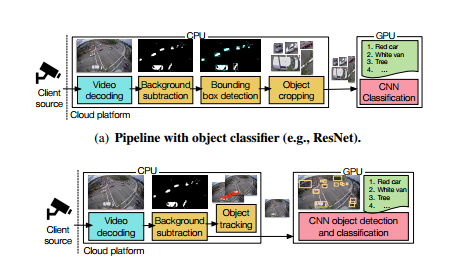 CPU
GPU
1. Red car
2. White van
3. Tree
4. ...
Client
source
Video
decoding
Background
subtraction
Bounding
box detection
Object
cropping
CNN
Classification
Cloud platform
(a) Pipeline with object classifier (e.g., ResNet).
CPU
GPU
1. Red car
2. White van
3. Tree
4. ...
Client
source
Video
decoding
Background
subtraction
Object
tracking
CNN object detection
and classification
Cloud platform